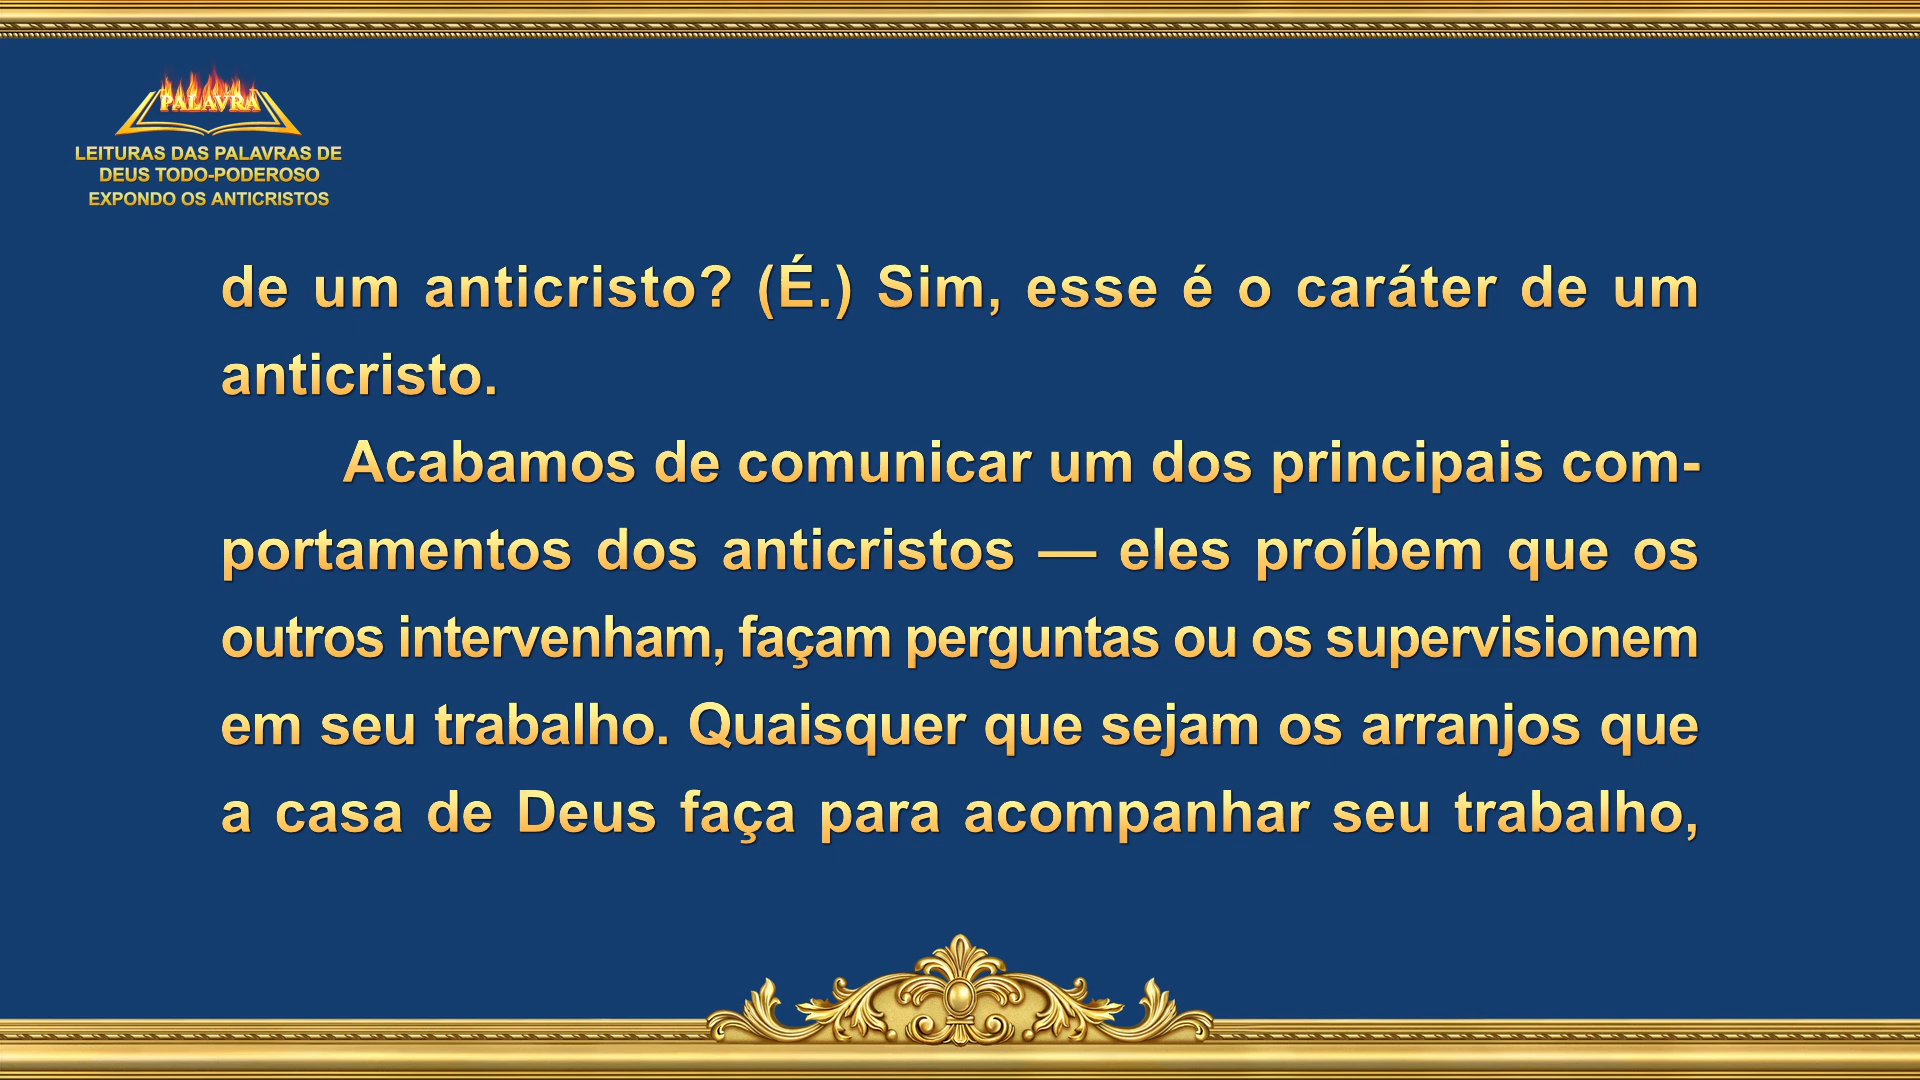 PALAVRA
LEITURAS DAS PALAVRAS DE
DEUS TODO-PODEROSO
EXPONDO OS ANTICRISTOS
de um anticristo? (É.) Sim, esse é o caráter de um
anticristo.
Acabamos de comunicar um dos principais com-
portamentos dos anticristos — eles proíbem que os
outros intervenham, façam perguntas ou os supervisionem
em seu trabalho. Quaisquer que sejam os arranjos que
a casa de Deus faça para acompanhar seu trabalho,